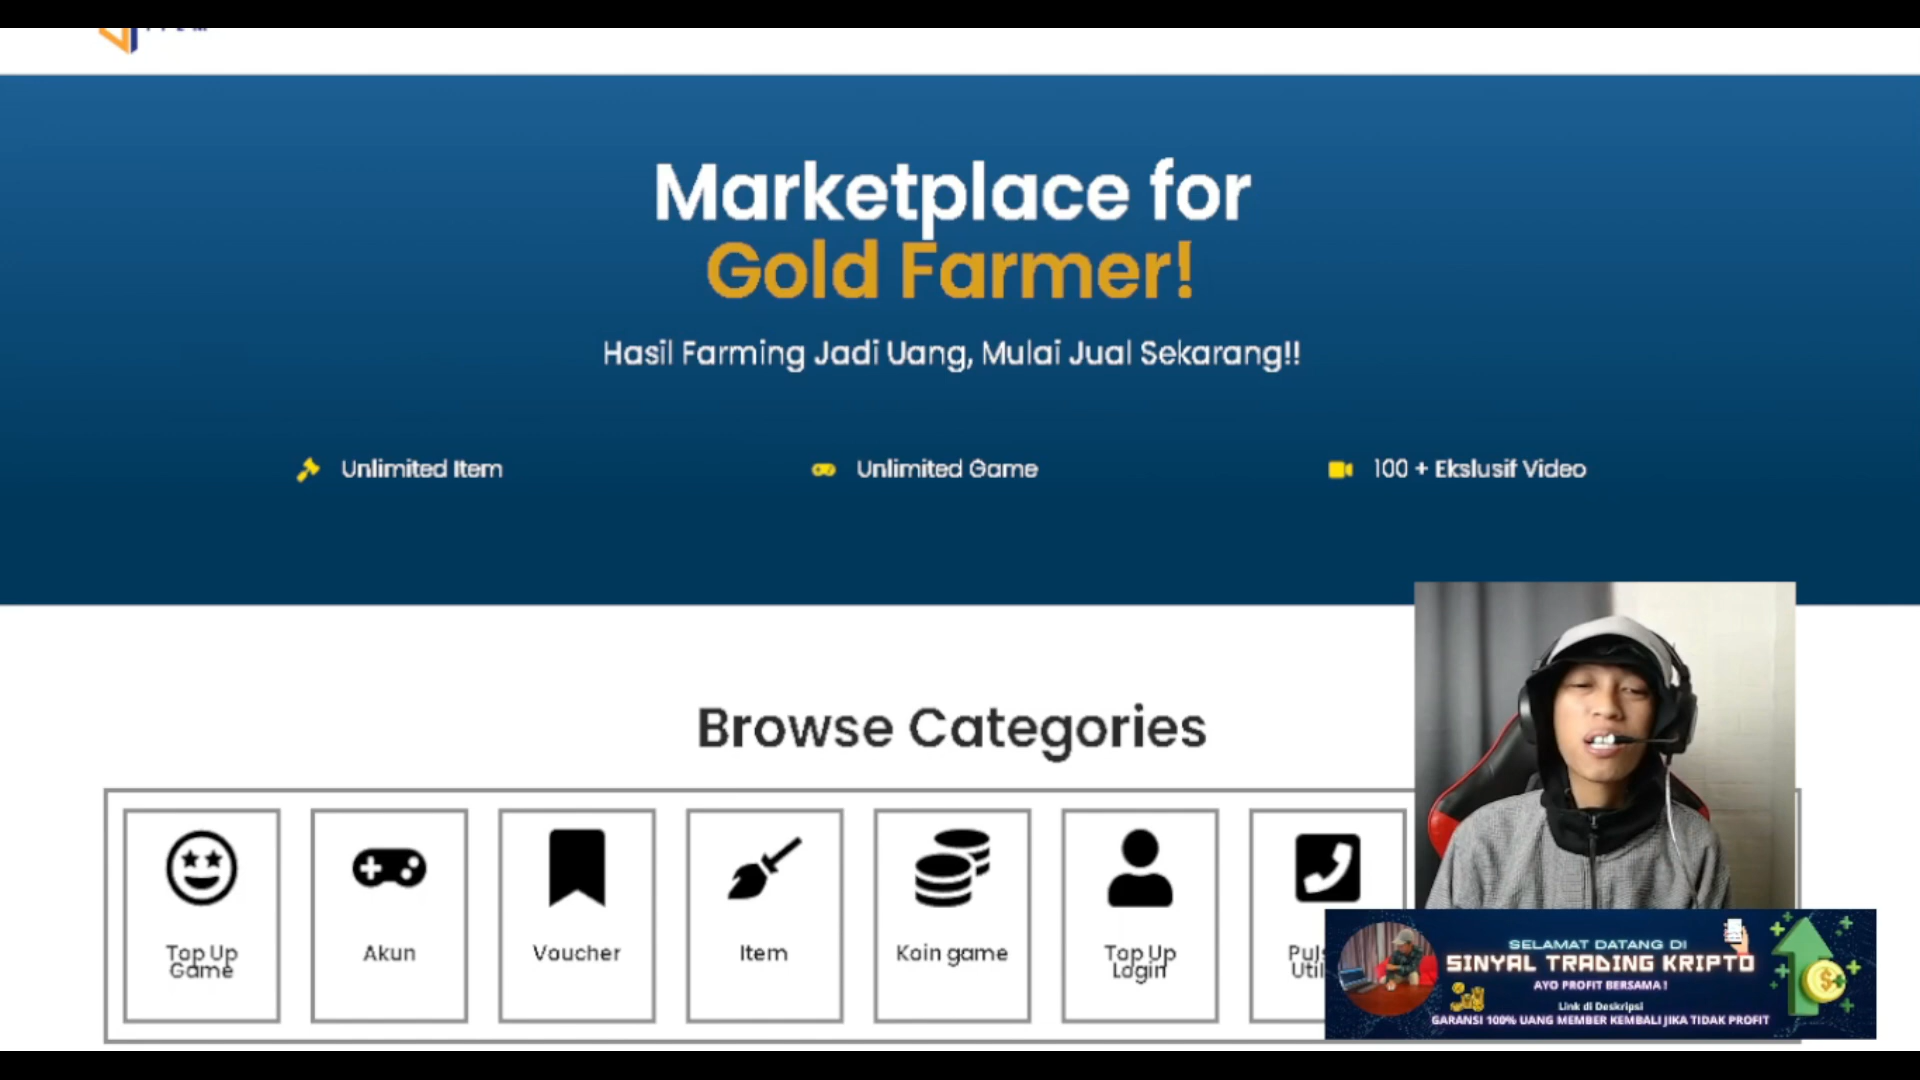 Marketplace for
Gold Farmer!
Hasil Farming Jadi Uang, Mulai Jual Sekarang!!
Unlimited Item
Unlimited Game
100 + Ekslusif Video
Browse Categories
Top Up
Game
Akun
Voucher
Item
Koin game
Top Up
Login
SELAMAT DATANG DI
SINYAL TRADING KRIPTO
AYO PROFIT BERSAMA !
Link di Deskripsi
GARANSI 100% UANG MEMBER KEMBALI JIKA TIDAK PROFIT